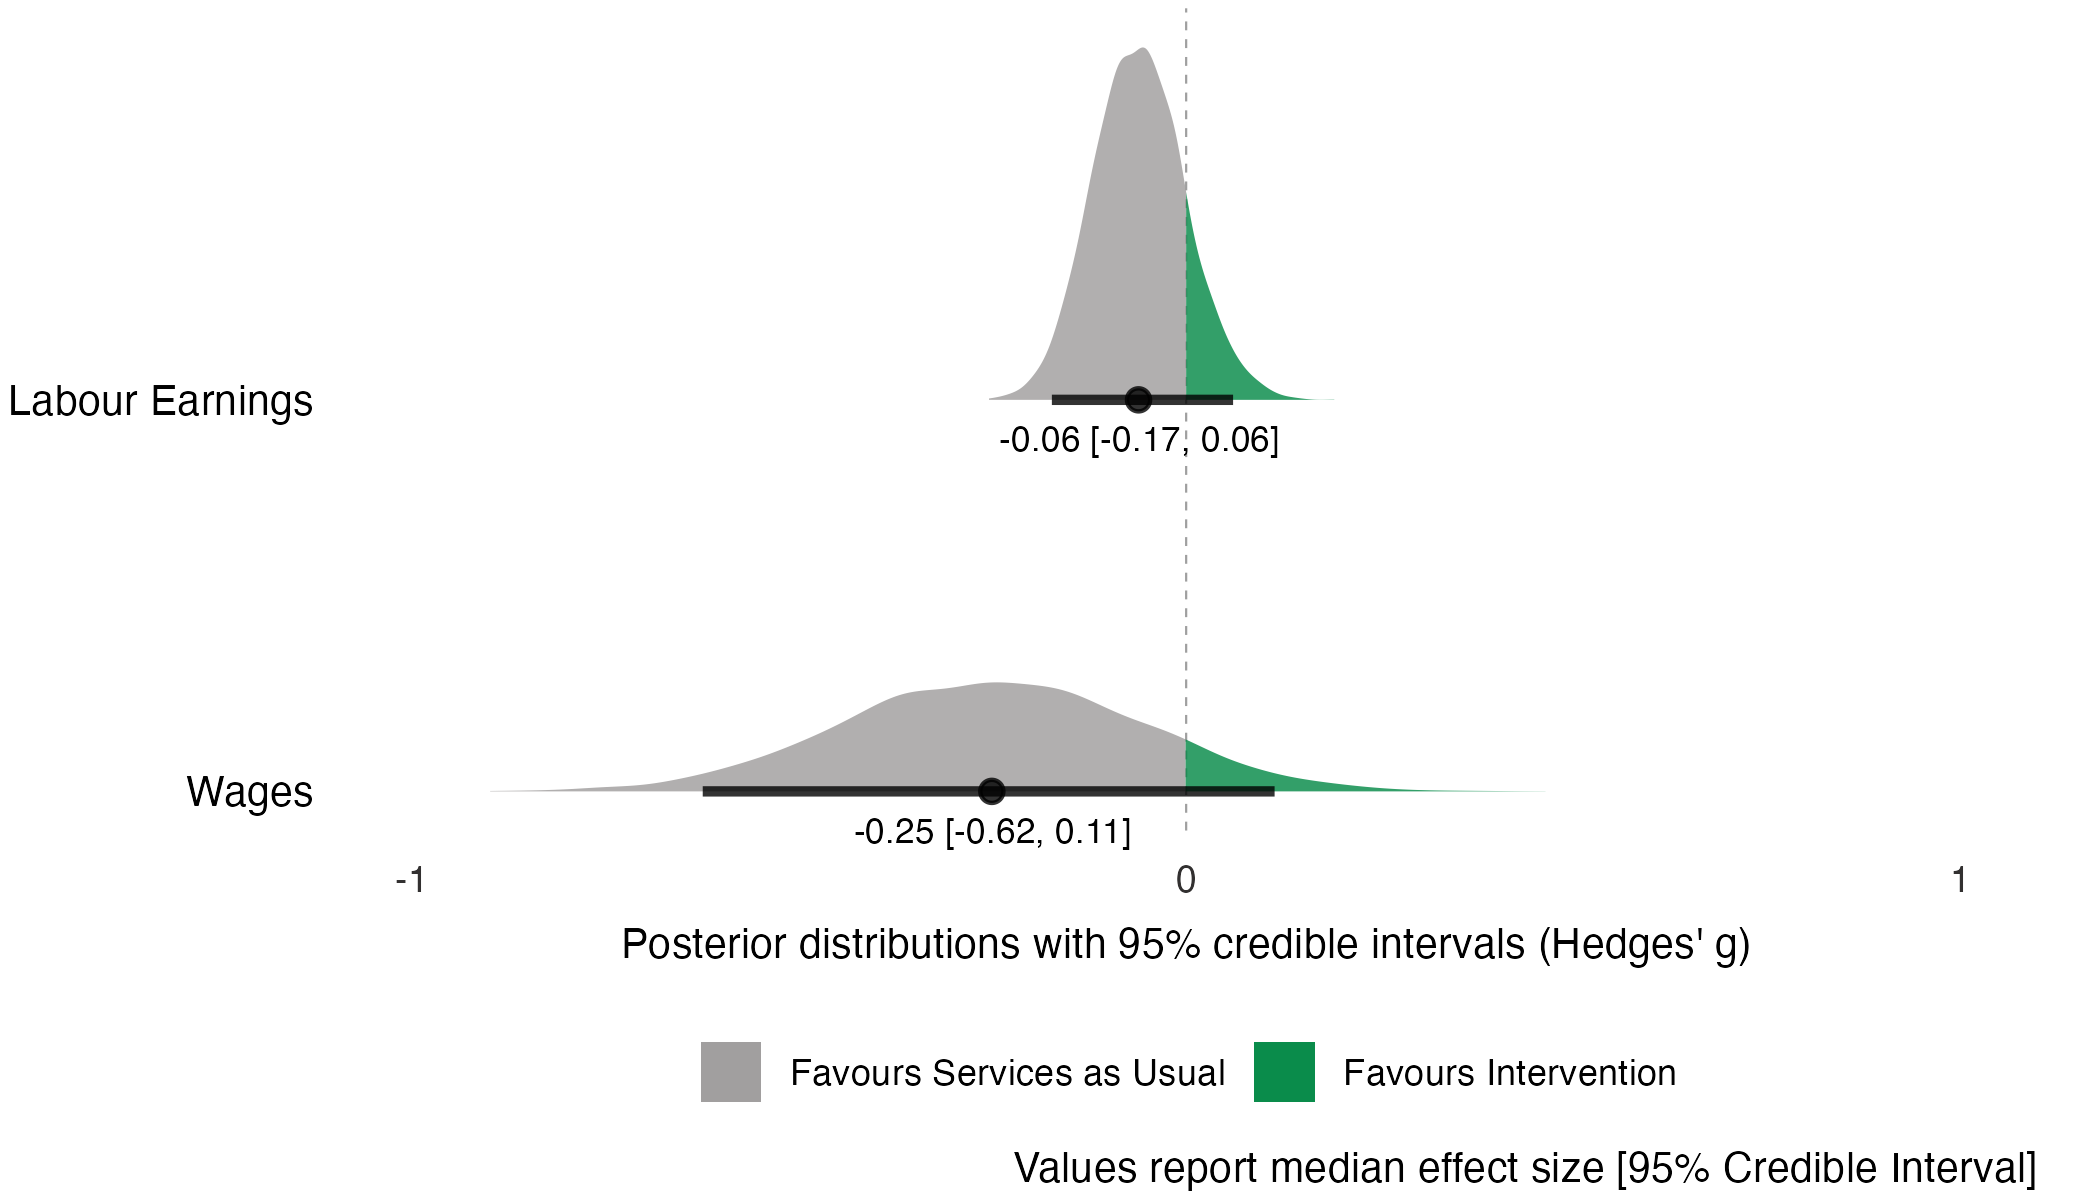 Labour Earnings
-0.06 [-0.17, 0.06]
Wages
-0.25 [-0.62, 0.11]
-1 0 1
Posterior distributions with 95% credible intervals (Hedges' g)
Favours Services as Usual Favours Intervention
Values report median effect size [95% Credible Interval]